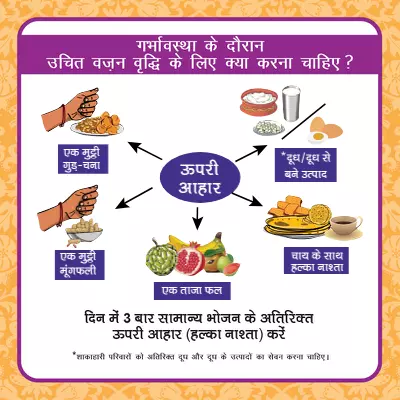 गर्भावस्था के दौरान
उचित वज़न वृद्धि के लिए क्या करना चाहिए ?
एक मुट्ठी
गुड़-चना
ऊपरी
आहार
*दूध/दूध से
बने उत्पाद
एक मुट्ठी
मूंगफली
एक ताजा फल
चाय के साथ
हल्का नाश्ता
दिन में 3 बार सामान्य भोजन के अतिरिक्त
ऊपरी आहार (हल्का नाश्ता) करें
*शाकाहारी परिवारों को अतिरिक्त दूध और दूध के उत्पादों का सेवन करना चाहिए।